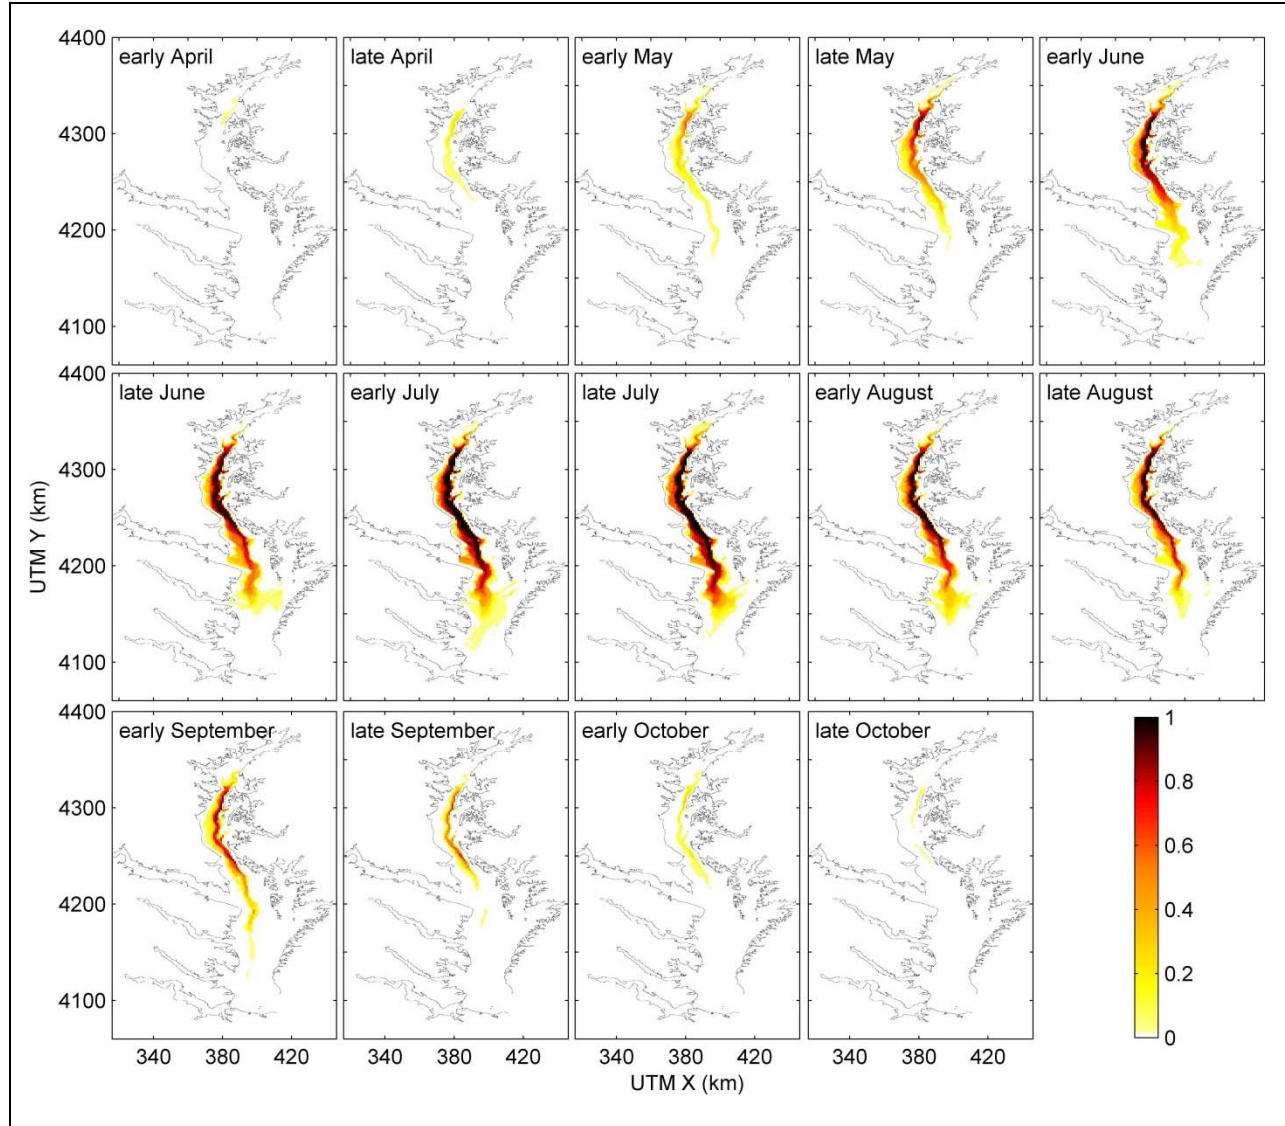 early April
late April
early May
late May
early June
4400
4300
4200
4100
late June
early July
late July
early August
late August
4400
4300
4200
4100
UTM Y (km)
early September
late September
early October
late October
4400
4300
4200
4100
340 380 420
340 380 420
340 380 420
340 380 420
UTM X (km)
1
0.8
0.6
0.4
0.2
0